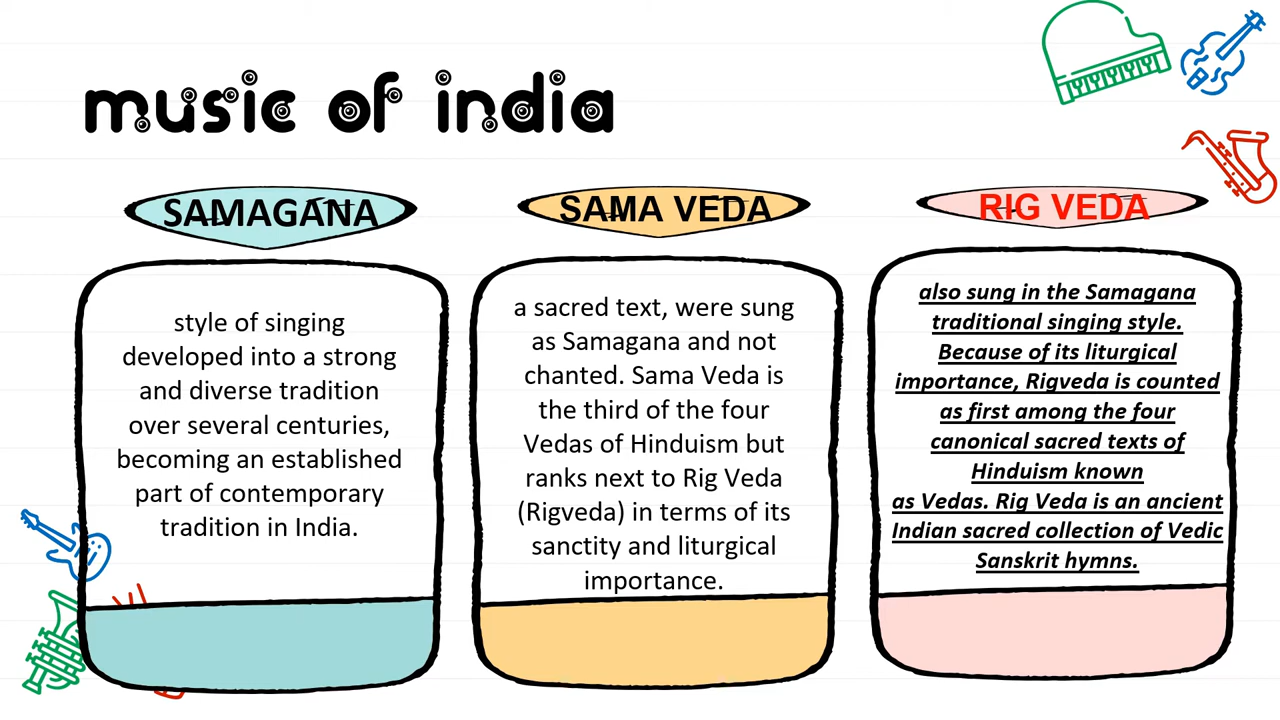 music of india
SAMAGANA
style of singing
developed into a strong
and diverse tradition
over several centuries,
becoming an established
part of contemporary
tradition in India.
SAMA VEDA
a sacred text, were sung
as Samagana and not
chanted. Sama Veda is
the third of the four
Vedas of Hinduism but
ranks next to Rig Veda
(Rigveda) in terms of its
sanctity and liturgical
importance.
RIG VEDA
also sung in the Samagana
traditional singing style.
Because of its liturgical
importance, Rigveda is counted
as first among the four
canonical sacred texts of
Hinduism known
as Vedas. Rig Veda is an ancient
Indian sacred collection of Vedic
Sanskrit hymns.